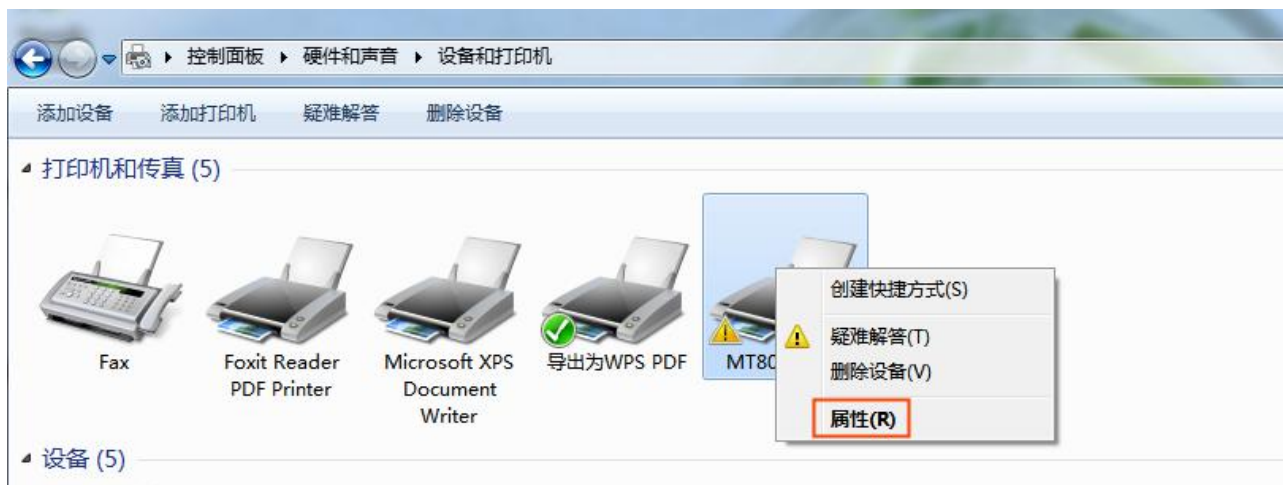 控制面板 硬件和声音 设备和打印机
添加设备 添加打印机 疑难解答 删除设备
打印机和传真 (5)
Fax
Foxit Reader
PDF Printer
Microsoft XPS
Document
Writer
导出为WPS PDF
MT80
创建快捷方式(S)
疑难解答(T)
删除设备(V)
属性(R)
设备 (5)